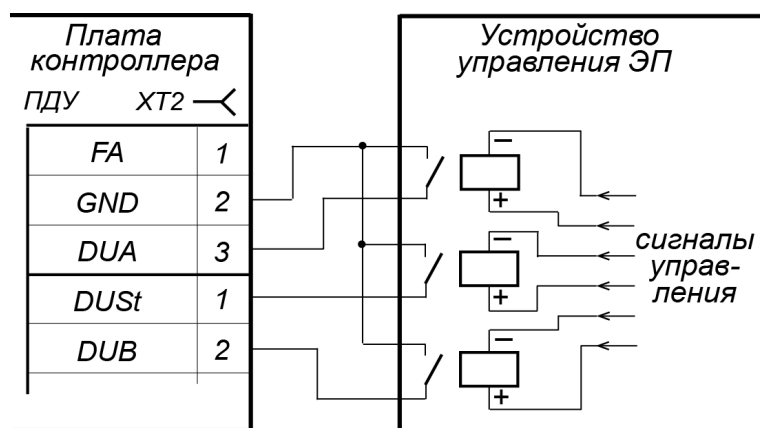 Плата
контроллера
ПДУ XT2
FA 1
GND 2
DUA 3
DUSt 1
DUB 2
Устройство
управления ЭП
−
+
−
+
−
+
сигналы
управ-
ления